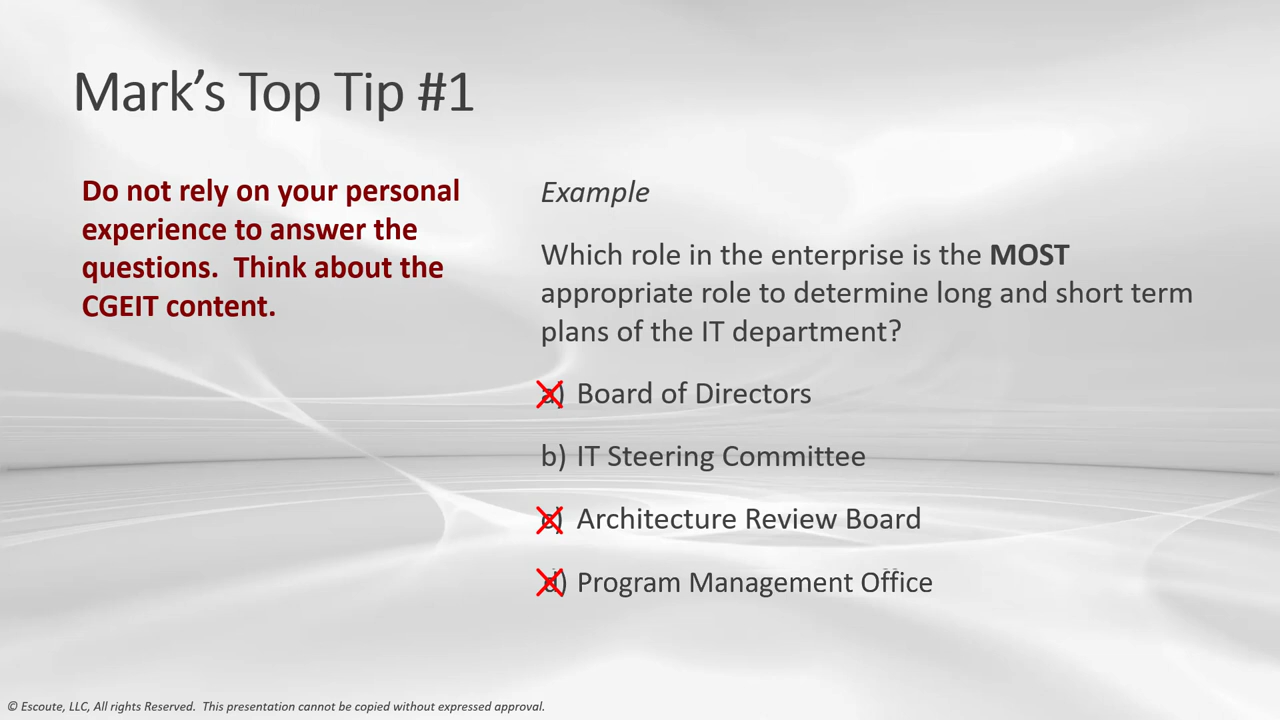 Mark's Top Tip #1
Do not rely on your personal
experience to answer the
questions.  Think about the
CGEIT content.
Example
Which role in the enterprise is the MOST
appropriate role to determine long and short term
plans of the IT department?
a) Board of Directors
b) IT Steering Committee
c) Architecture Review Board
d) Program Management Office
© Escoute, LLC, All rights Reserved.  This presentation cannot be copied without expressed approval.